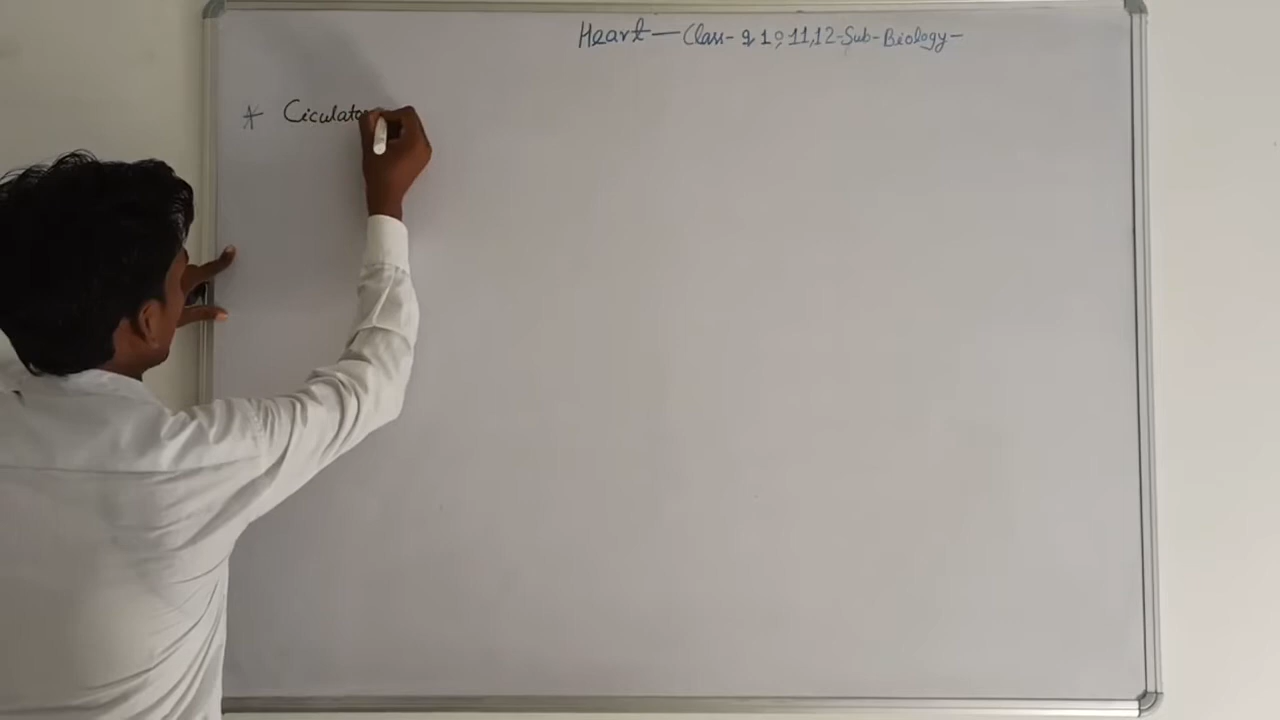 Heart — Class - 9 10, 11, 12 - Sub - Biology -
* Ciculato